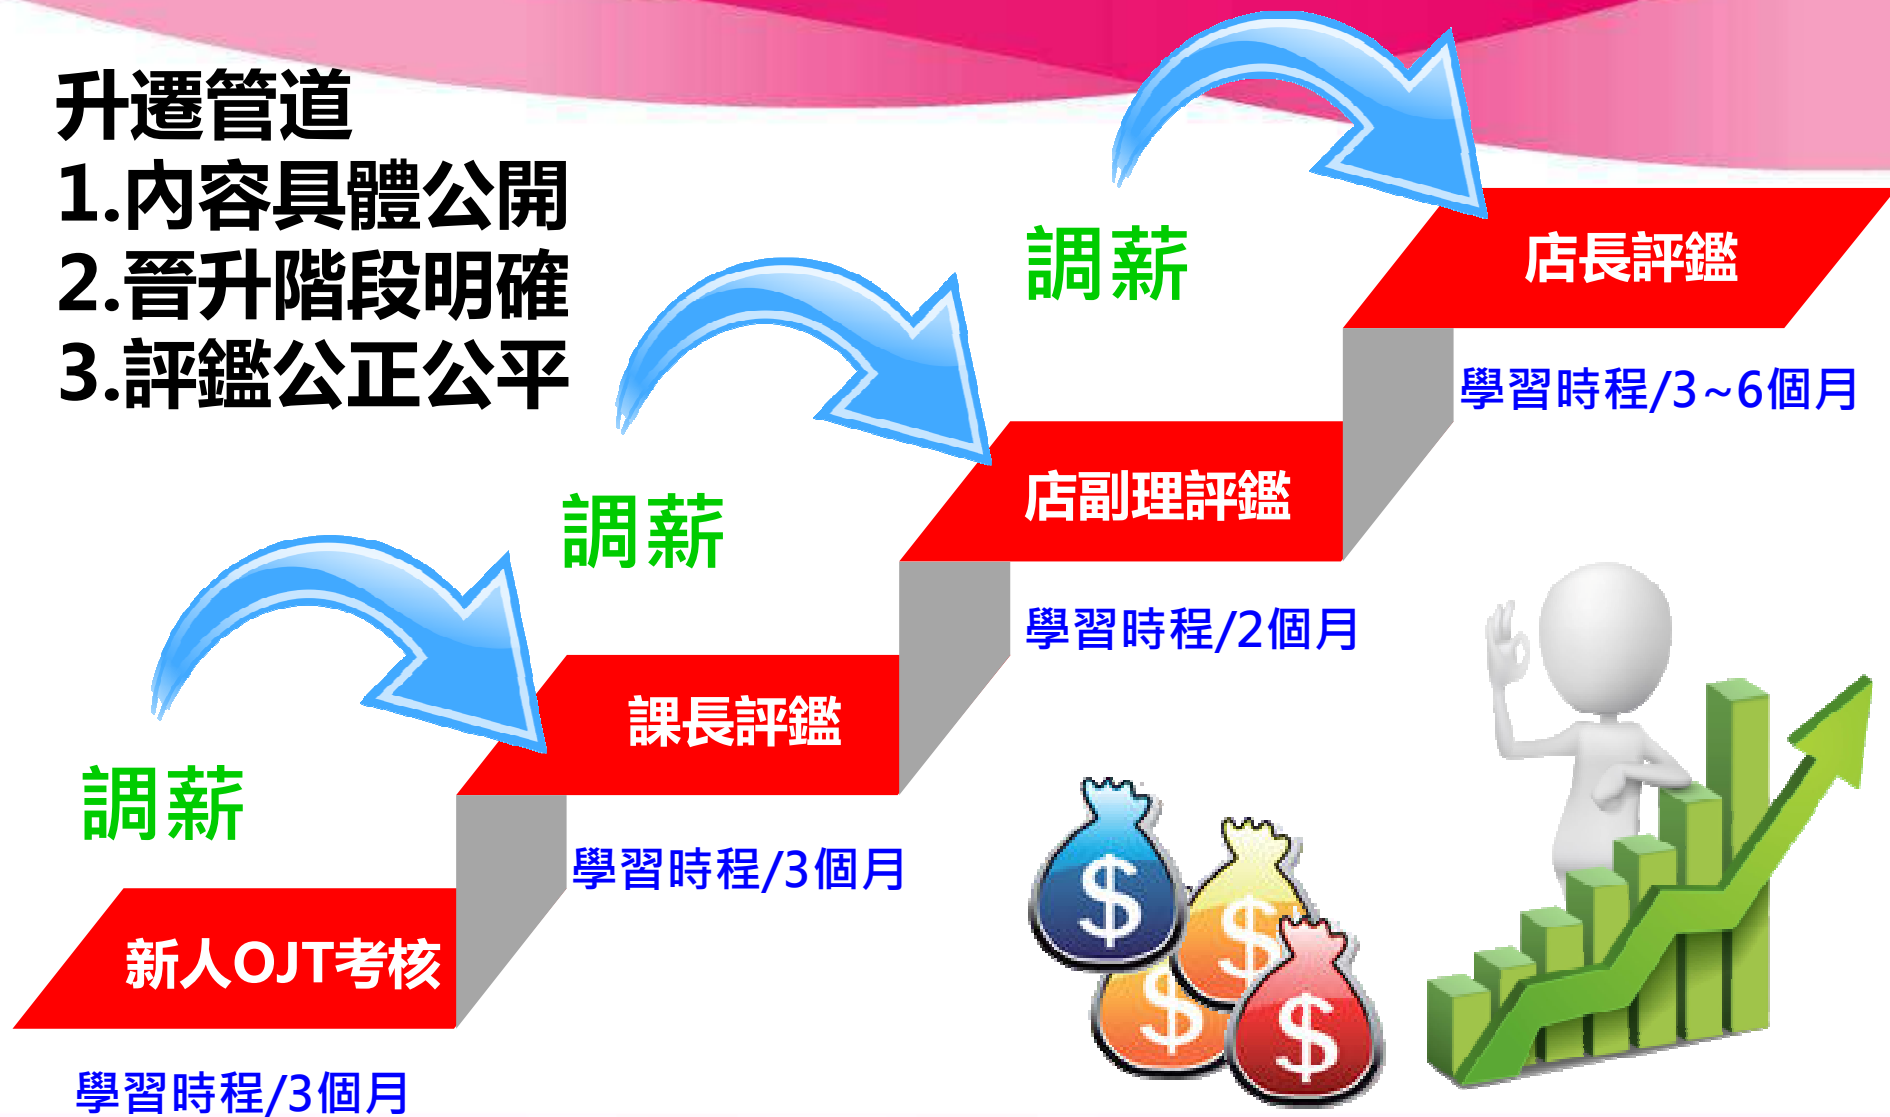 升遷管道
1.內容具體公開
2.晉升階段明確
3.評鑑公正公平
調薪
店長評鑑
學習時程/3~6個月
調薪
店副理評鑑
學習時程/2個月
調薪
課長評鑑
學習時程/3個月
新人OJT考核
學習時程/3個月
$
$
$
$